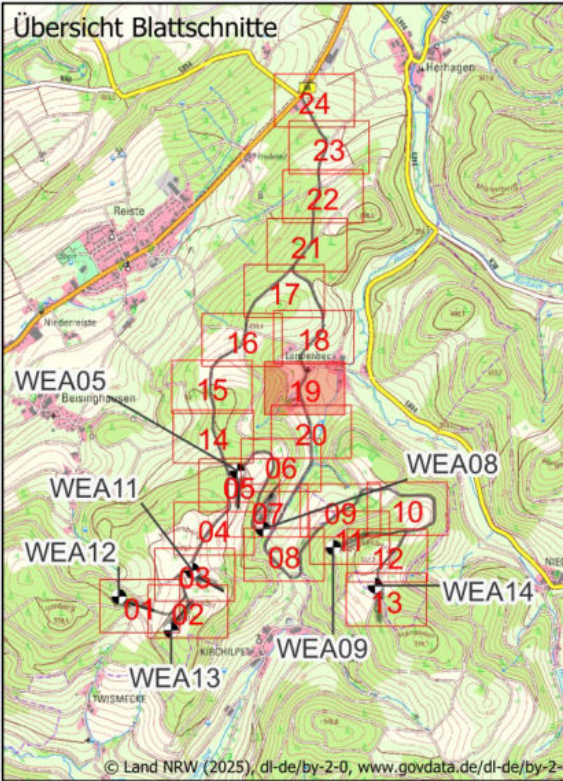 Übersicht Blattschnitte
Herhagen
24
23
22
Reiste
21
17
Niederreiste
16
18
WEA05
Beisinghausen
15
19
14
20
06
WEA08
WEA11
05
10
09
04
07
11
WEA12
08
12
03
01
02
13
WEA14
WEA09
WEA13
TWISMECKE
© Land NRW (2025), dl-de/by-2-0, www.govdata.de/dl-de/by-2-